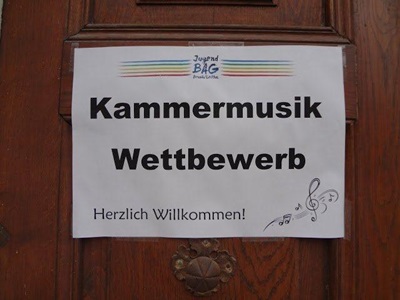 Jugend
BAG
Kammermusik
Wettbewerb
Herzlich Willkommen!